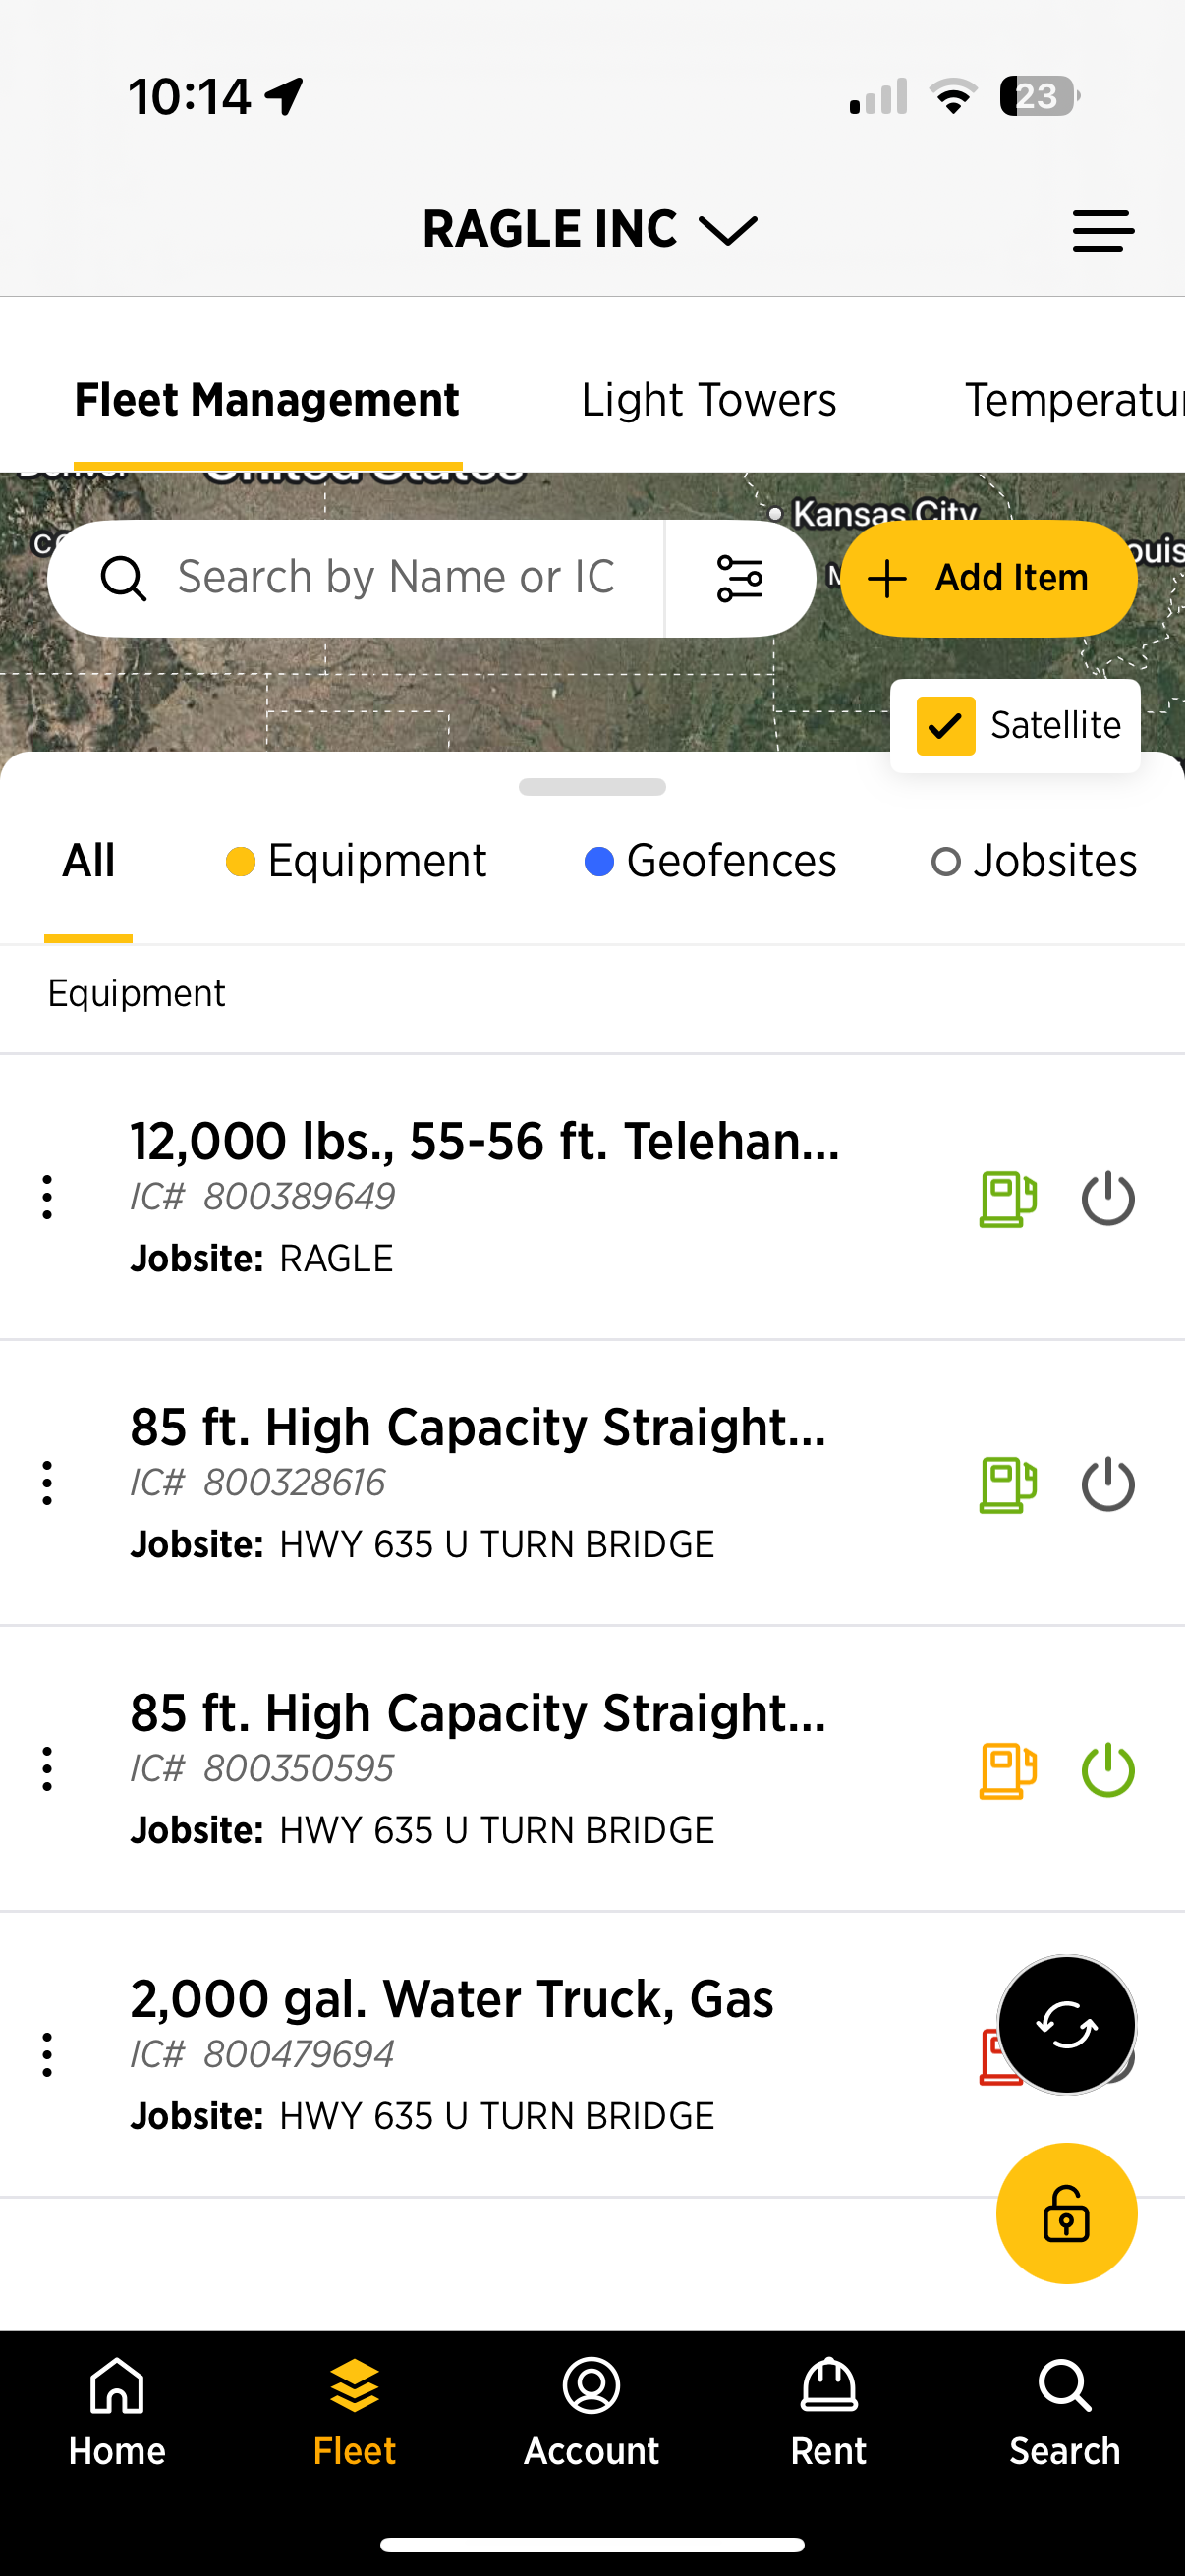 10:14
23
RAGLE INC
Fleet Management
Light Towers
Temperatur
United States
Kansas City
Search by Name or IC
Add Item
ouis
Satellite
All
Equipment
Geofences
Jobsites
Equipment
12,000 lbs., 55-56 ft. Telehan...
IC# 800389649
Jobsite: RAGLE
85 ft. High Capacity Straight...
IC# 800328616
Jobsite: HWY 635 U TURN BRIDGE
85 ft. High Capacity Straight...
IC# 800350595
Jobsite: HWY 635 U TURN BRIDGE
2,000 gal. Water Truck, Gas
IC# 800479694
Jobsite: HWY 635 U TURN BRIDGE
Home
Fleet
Account
Rent
Search